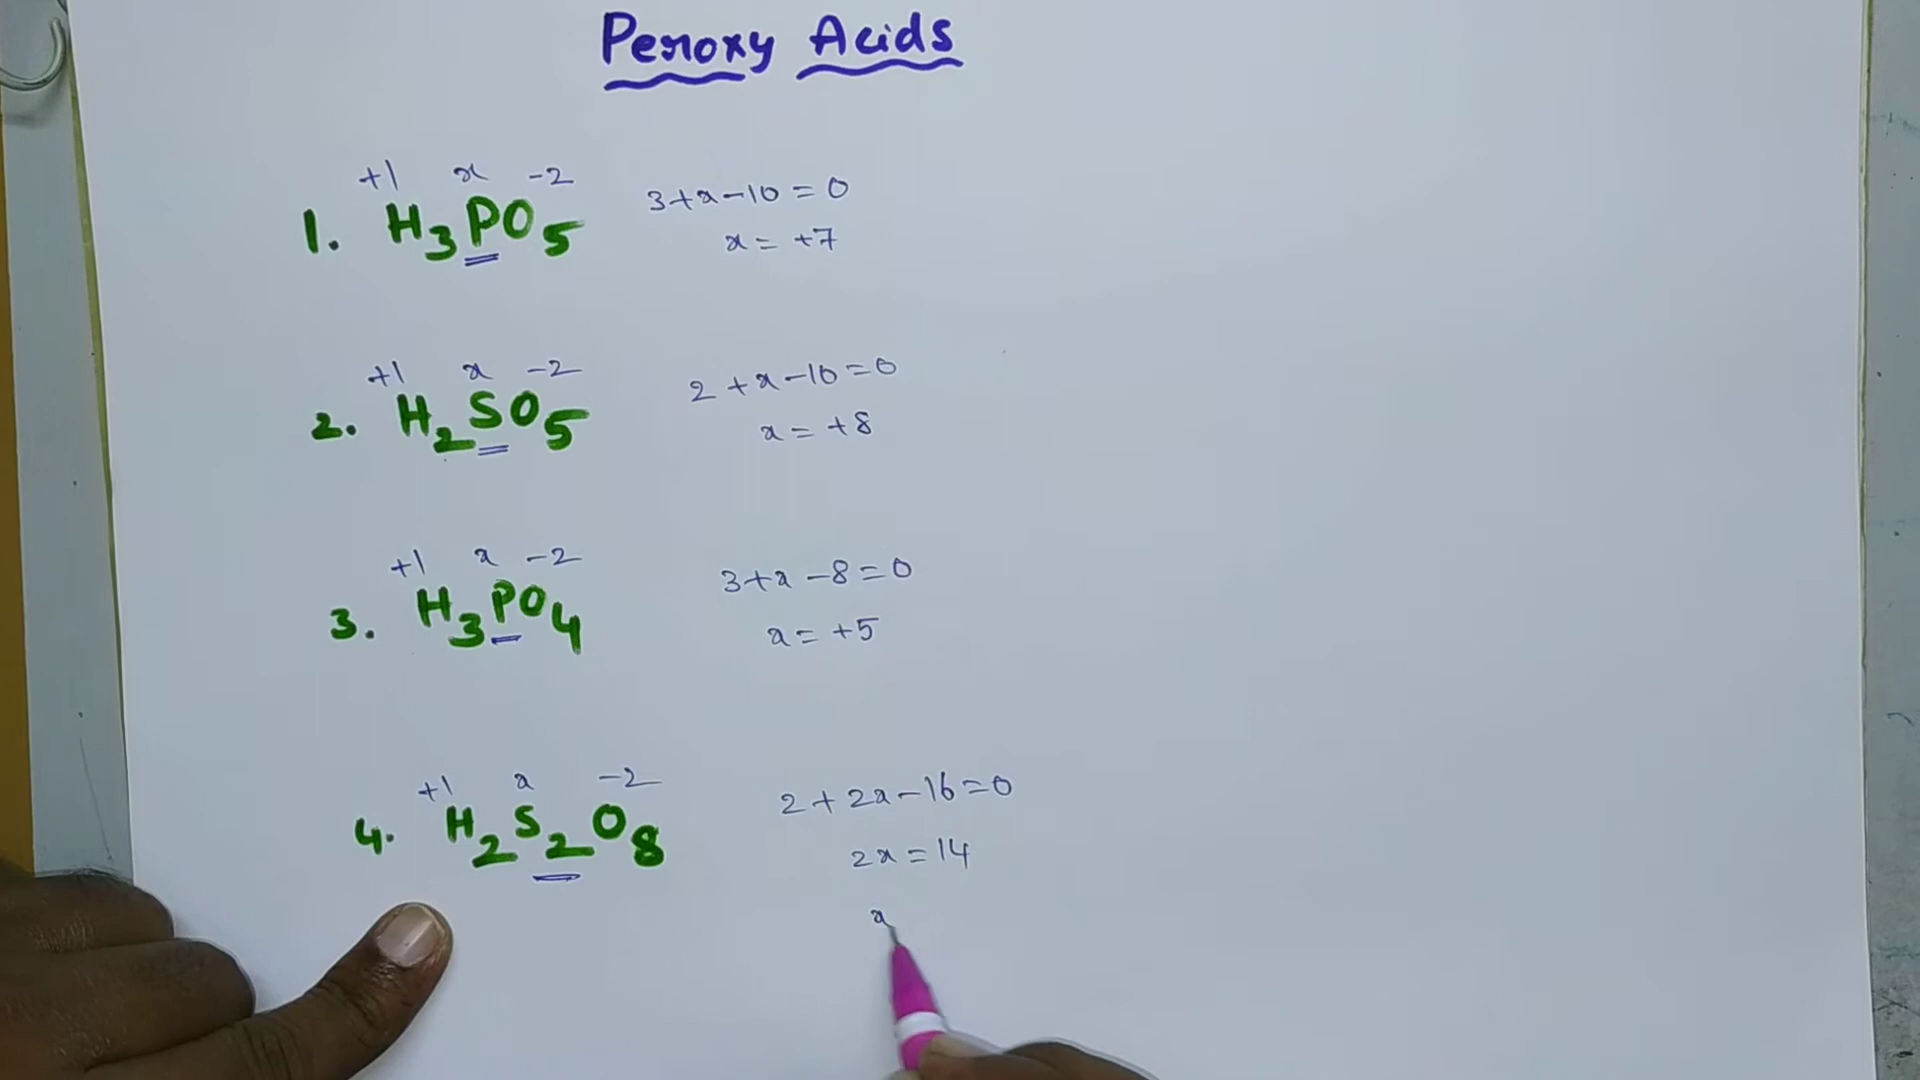 Peroxy Acids
+1 x -2
1. H3PO5
3+x-10=0
x=+7
+1 x -2
2. H2SO5
2+x-10=0
x=+8
+1 x -2
3. H3PO4
3+x-8=0
x=+5
+1 x -2
4. H2S2O8
2+2x-16=0
2x=14
x